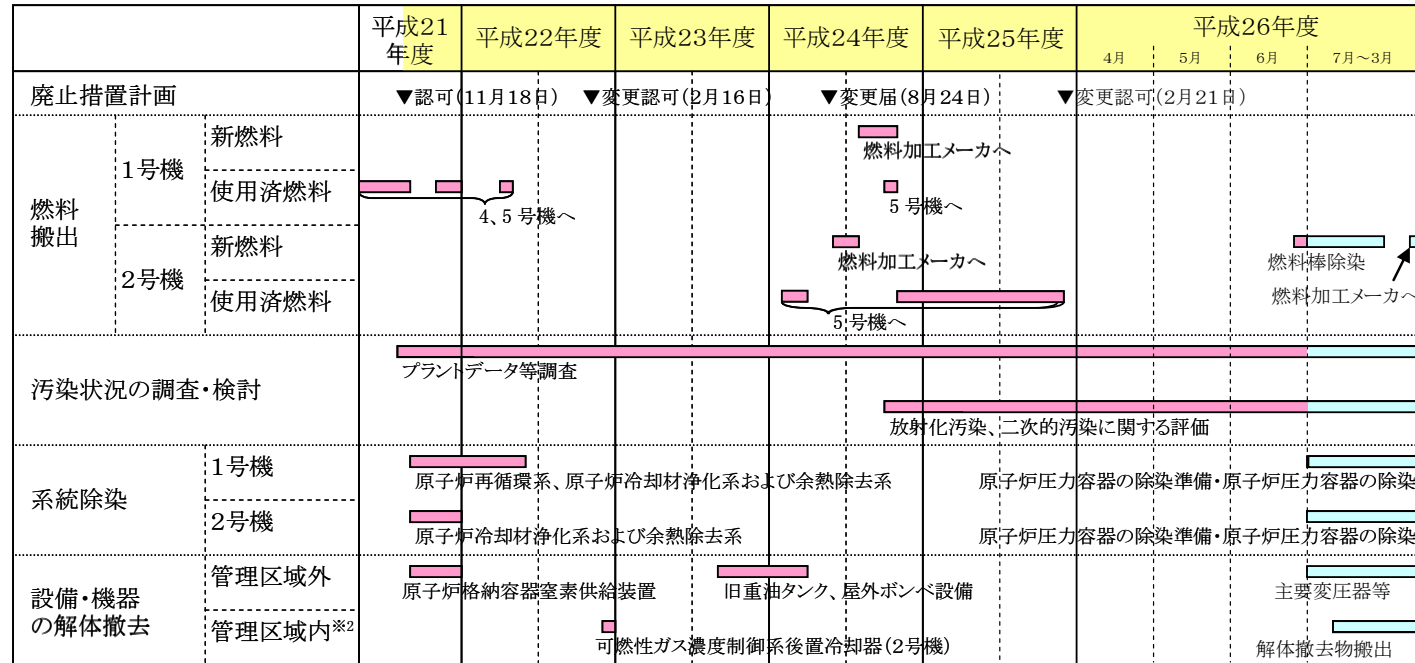 平成21
年度
平成22年度
平成23年度
平成24年度
平成25年度
平成26年度
4月
5月
6月
7月～3月
廃止措置計画
▼認可(11月18日)
▼変更認可(2月16日)
▼変更届(8月24日)
▼変更認可(2月21日)
燃料
搬出
1号機
新燃料
燃料加工メーカへ
使用済燃料
4、5号機へ
5号機へ
2号機
新燃料
燃料加工メーカへ
燃料棒除染
燃料加工メーカへ
使用済燃料
5号機へ
汚染状況の調査・検討
プラントデータ等調査
放射化汚染、二次的汚染に関する評価
系統除染
1号機
原子炉再循環系、原子炉冷却材浄化系および余熱除去系
原子炉圧力容器の除染準備・原子炉圧力容器の除染
2号機
原子炉冷却材浄化系および余熱除去系
原子炉圧力容器の除染準備・原子炉圧力容器の除染
設備・機器
の解体撤去
管理区域外
原子炉格納容器窒素供給装置
旧重油タンク、屋外ボンベ設備
主要変圧器等
管理区域内※2
可燃性ガス濃度制御系後置冷却器(2号機)
解体撤去物搬出